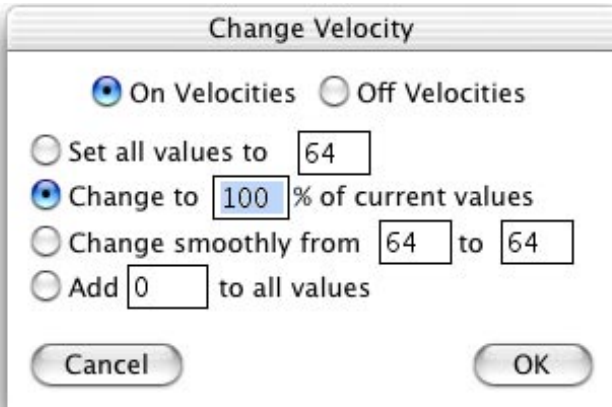 Change Velocity
On Velocities Off Velocities
Set all values to 64
Change to 100 % of current values
Change smoothly from 64 to 64
Add 0 to all values
Cancel OK